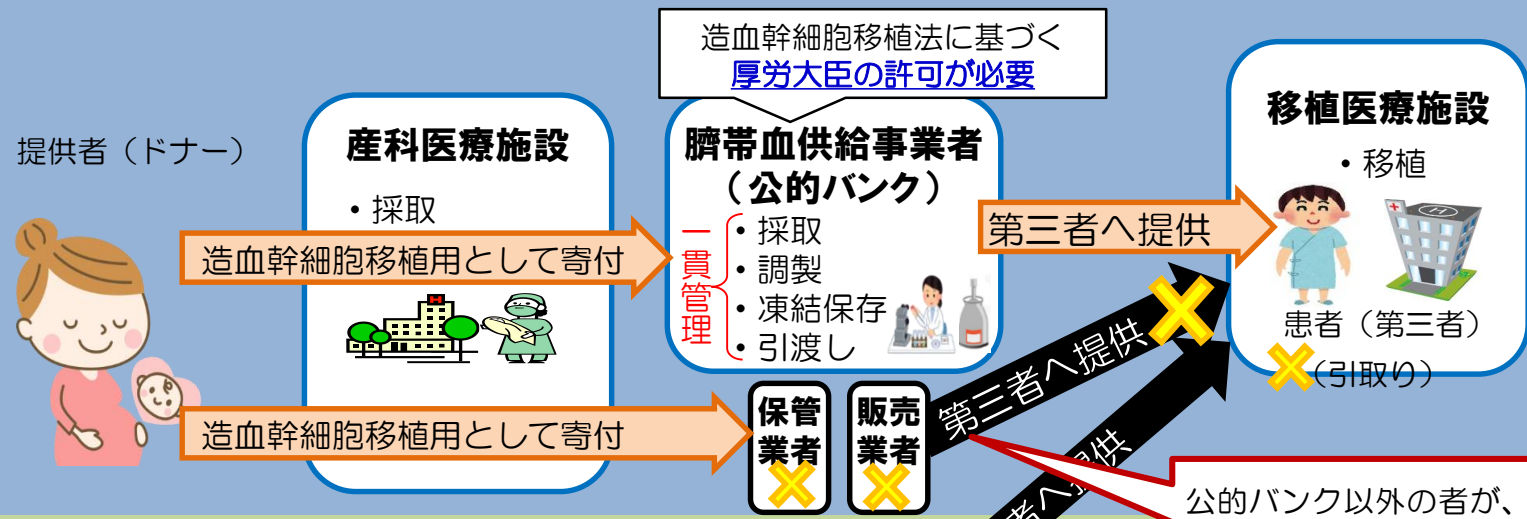 造血幹細胞移植法に基づく
厚労大臣の許可が必要
提供者（ドナー）
産科医療施設
・採取
造血幹細胞移植用として寄付
臍帯血供給事業者
（公的バンク）
一貫管理
・採取
・調製
・凍結保存
・引渡し
第三者へ提供
移植医療施設
・移植
患者（第三者）
（引取り）
造血幹細胞移植用として寄付
保管
業者
販売
業者
第三者へ提供
者へ提供
公的バンク以外の者が、